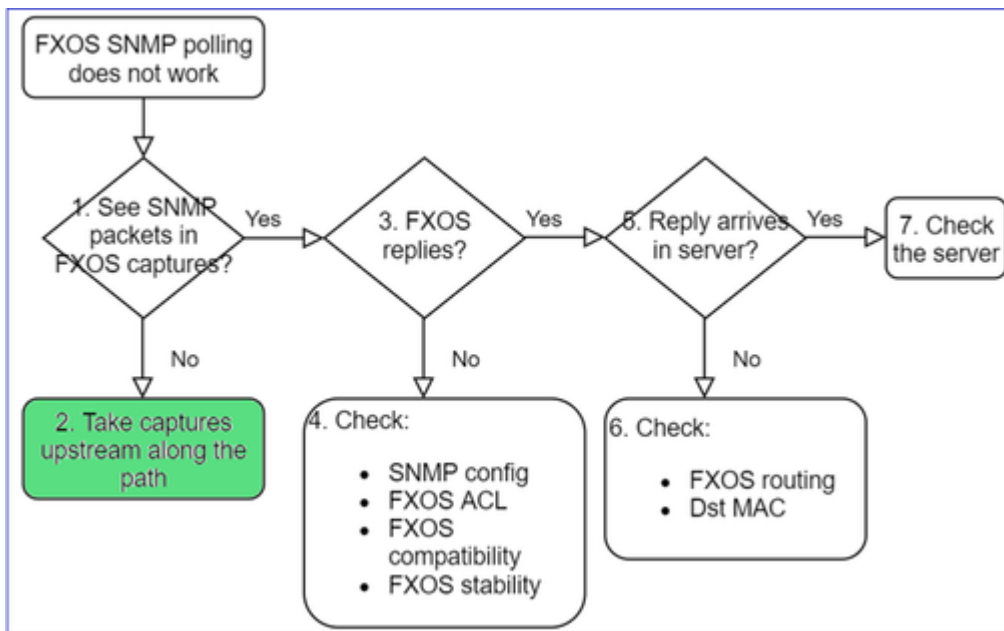 FXOS SNMP polling
does not work
1. See SNMP
packets in
FXOS captures?
Yes
3. FXOS
replies?
Yes
5. Reply arrives
in server?
Yes
7. Check
the server
No
No
No
2. Take captures
upstream along the
path
4. Check:
• SNMP config
• FXOS ACL
• FXOS
compatibility
• FXOS stability
6. Check:
• FXOS routing
• Dst MAC